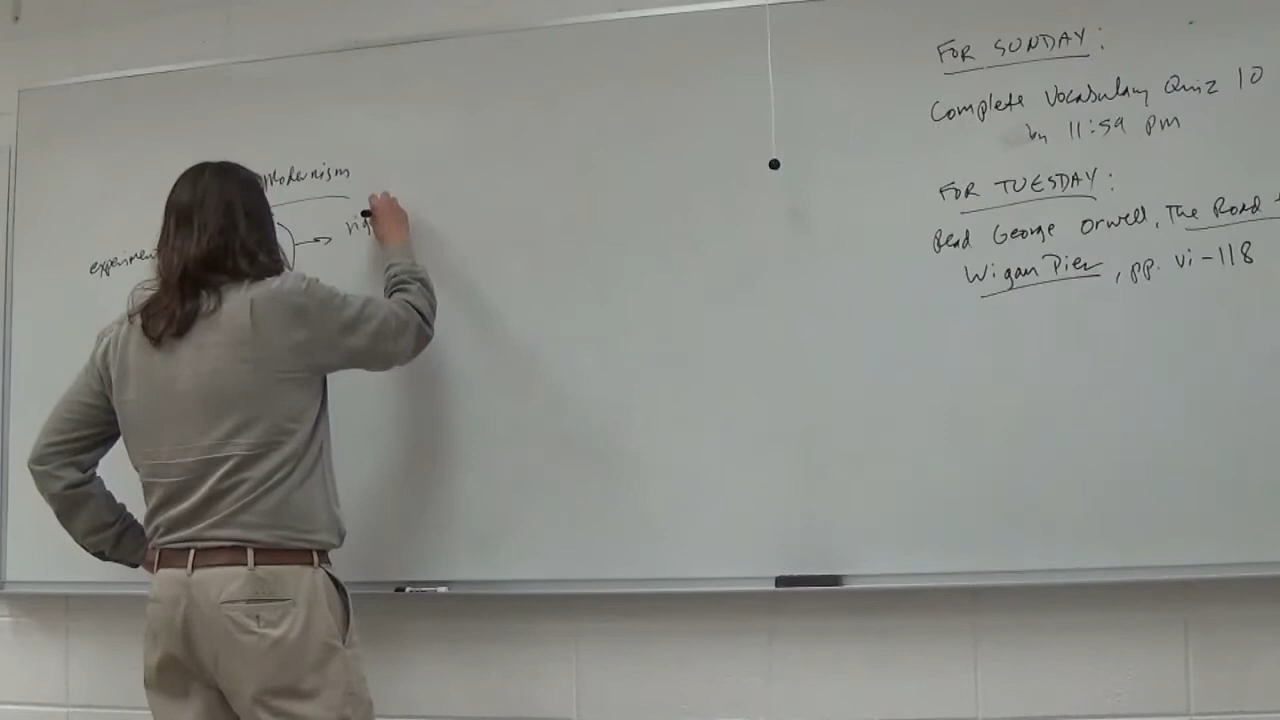 Modernism
FOR SUNDAY:
Complete Vocabulary Quiz 10
by 11:59 pm
FOR TUESDAY:
Read George Orwell, The Road
Wigan Pier, pp. vi-118